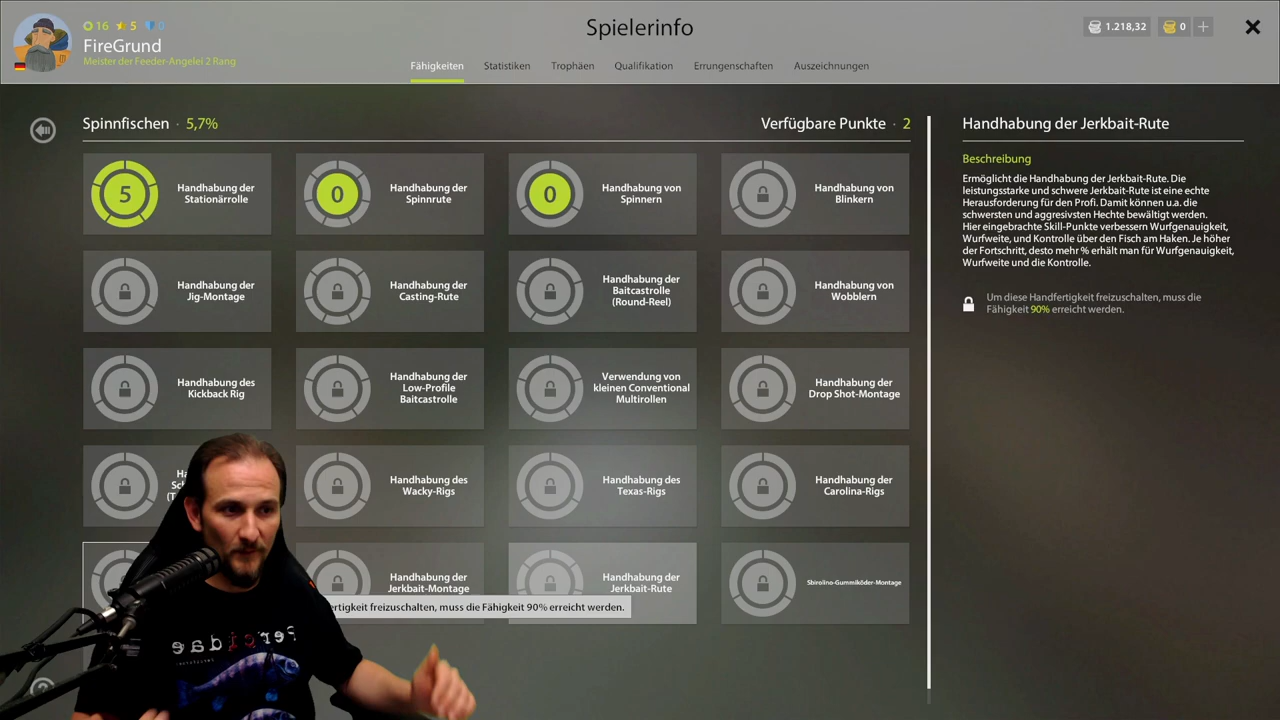 16 5 0
FireGrund
Meister der Feeder-Angelei 2 Rang
Spielerinfo
1.218,32
0
Fähigkeiten
Statistiken
Trophäen
Qualifikation
Errungenschaften
Auszeichnungen
Spinnfischen · 5,7%
Verfügbare Punkte · 2
5
Handhabung der
Stationärrolle
0
Handhabung der
Spinnrute
0
Handhabung von
Spinnern
Handhabung von
Blinkern
Handhabung der
Jig-Montage
Handhabung der
Casting-Rute
Handhabung der
Baitcastrolle
(Round-Reel)
Handhabung von
Wobblern
Handhabung des
Kickback Rig
Handhabung der
Low-Profile
Baitcastrolle
Verwendung von
kleinen Conventional
Multirollen
Handhabung der
Drop Shot-Montage
Handhabung des
Wacky-Rigs
Handhabung des
Texas-Rigs
Handhabung der
Carolina-Rigs
Handhabung der
Jerkbait-Montage
Handhabung der
Jerkbait-Rute
Sbirolino-Gummiköder-Montage
freizuschalten, muss die Fähigkeit 90% erreicht werden.
Handhabung der Jerkbait-Rute
Beschreibung
Ermöglicht die Handhabung der Jerkbait-Rute. Die
leistungsstarke und schwere Jerkbait-Rute ist eine echte
Herausforderung für den Profi. Damit können u.a. die
schwersten und aggresivsten Hechte bewältigt werden.
Hier eingebrachte Skill-Punkte verbessern Wurfgenauigkeit,
Wurfweite, und Kontrolle über den Fisch am Haken. Je höher
der Fortschritt, desto mehr % erhält man für Wurfgenauigkeit,
Wurfweite und die Kontrolle.
Um diese Handfertigkeit freizuschalten, muss die
Fähigkeit 90% erreicht werden.